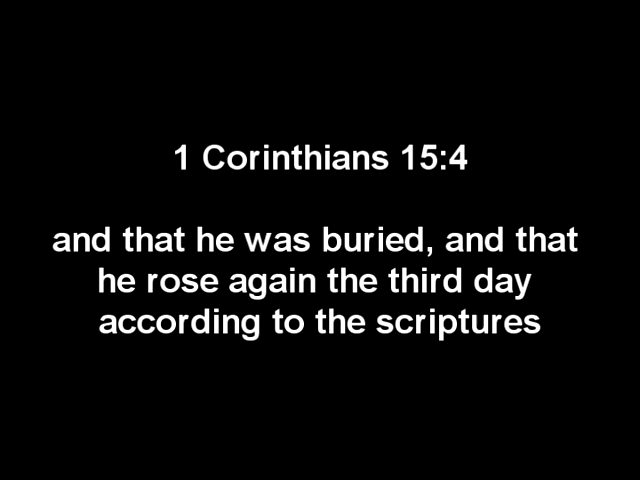 1 Corinthians 15:4
and that he was buried, and that
he rose again the third day
according to the scriptures